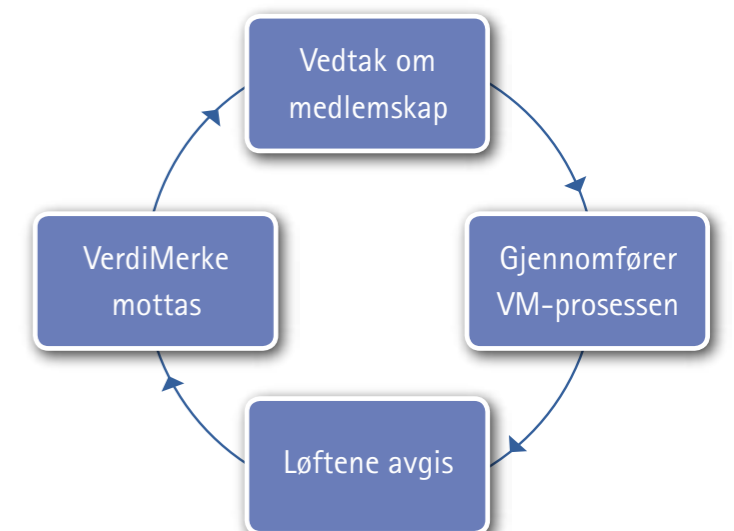 Vedtak om
medlemskap
Gjennomfører
VM-prosessen
Løftene avgis
VerdiMerke
mottas